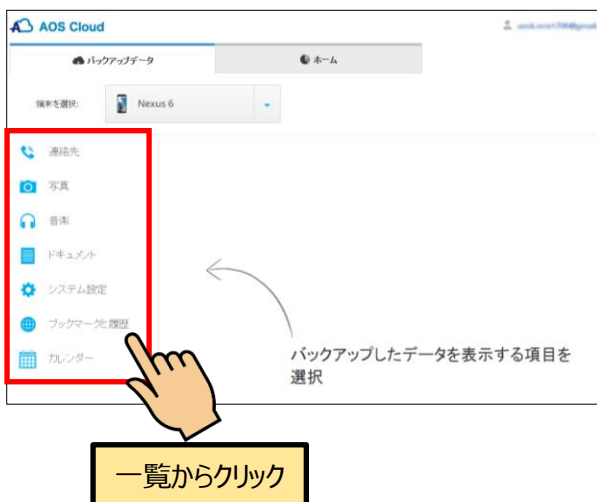 AOS Cloud
バックアップデータ
ホーム
端末を選択:
Nexus 6
連絡先
写真
音楽
ドキュメント
システム設定
ブックマークと履歴
カレンダー
バックアップしたデータを表示する項目を
選択
一覧からクリック